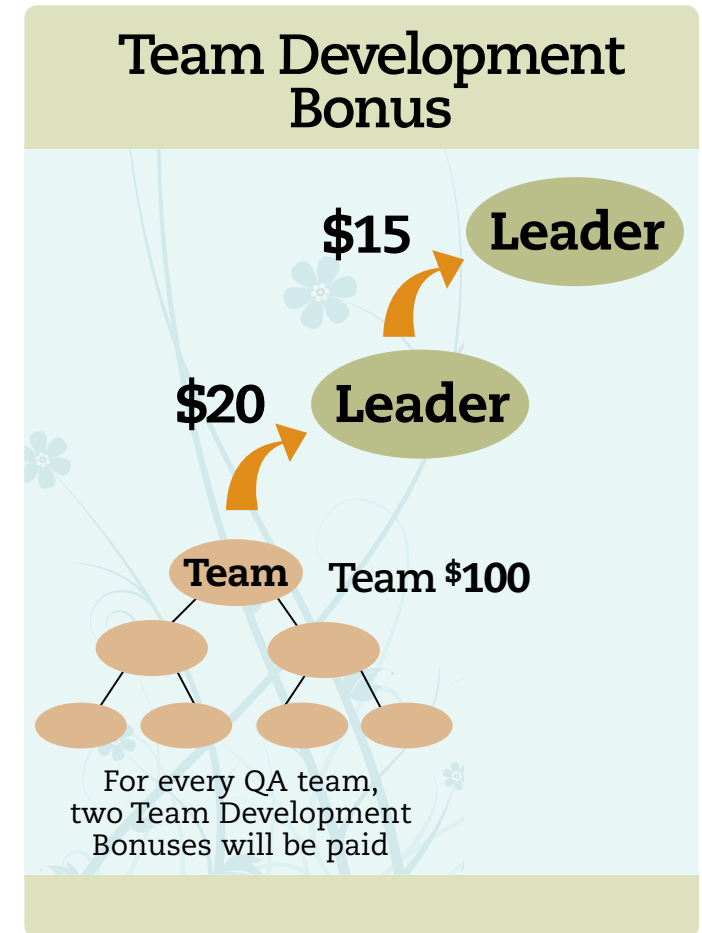 Team Development
Bonus
$15
Leader
$20
Leader
Team
Team $100
For every QA team,
two Team Development
Bonuses will be paid